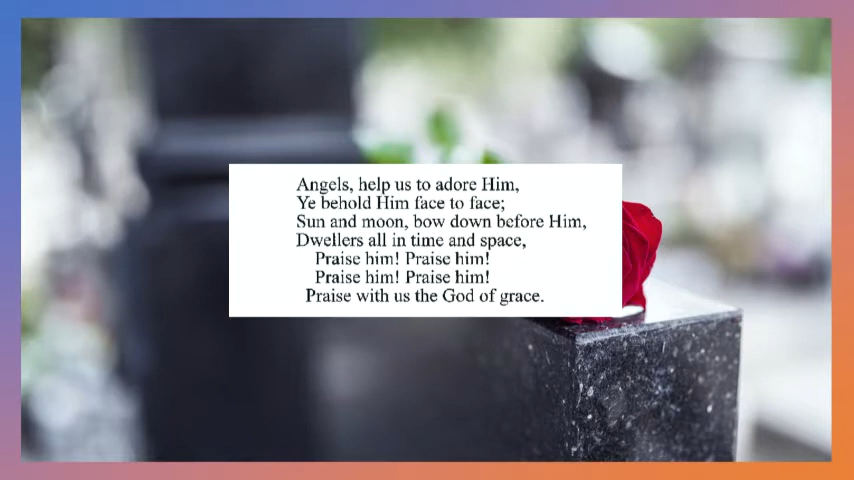 Angels, help us to adore Him,
Ye behold Him face to face;
Sun and moon, bow down before Him,
Dwellers all in time and space,
Praise him! Praise him!
Praise him! Praise him!
Praise with us the God of grace.